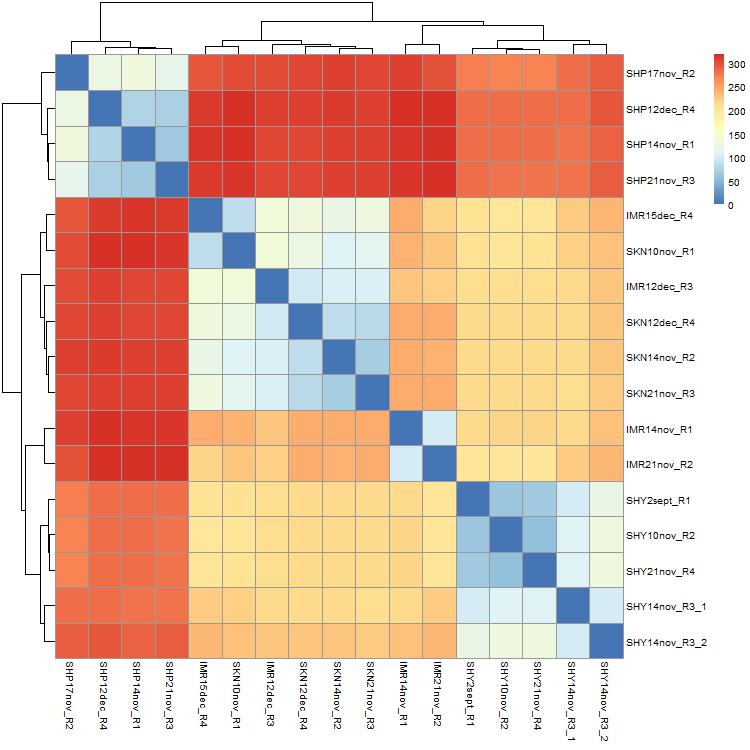 300
250
200
150
100
50
0
SHP17nov_R2
SHP12dec_R4
SHP14nov_R1
SHP21nov_R3
IMR15dec_R4
SKN10nov_R1
IMR12dec_R3
SKN12dec_R4
SKN14nov_R2
SKN21nov_R3
IMR14nov_R1
IMR21nov_R2
SHY2sept_R1
SHY10nov_R2
SHY21nov_R4
SHY14nov_R3_1
SHY14nov_R3_2
SHP17nov_R2
SHP12dec_R4
SHP14nov_R1
SHP21nov_R3
IMR15dec_R4
SKN10nov_R1
IMR12dec_R3
SKN12dec_R4
SKN14nov_R2
SKN21nov_R3
IMR14nov_R1
IMR21nov_R2
SHY2sept_R1
SHY10nov_R2
SHY21nov_R4
SHY14nov_R3_1
SHY14nov_R3_2